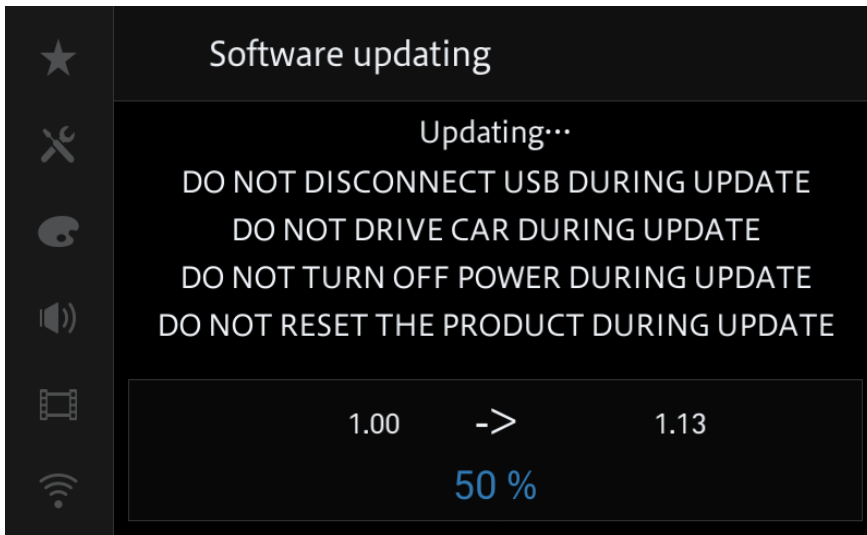 Software updating
Updating···
DO NOT DISCONNECT USB DURING UPDATE
DO NOT DRIVE CAR DURING UPDATE
DO NOT TURN OFF POWER DURING UPDATE
DO NOT RESET THE PRODUCT DURING UPDATE
1.00 -> 1.13
50 %